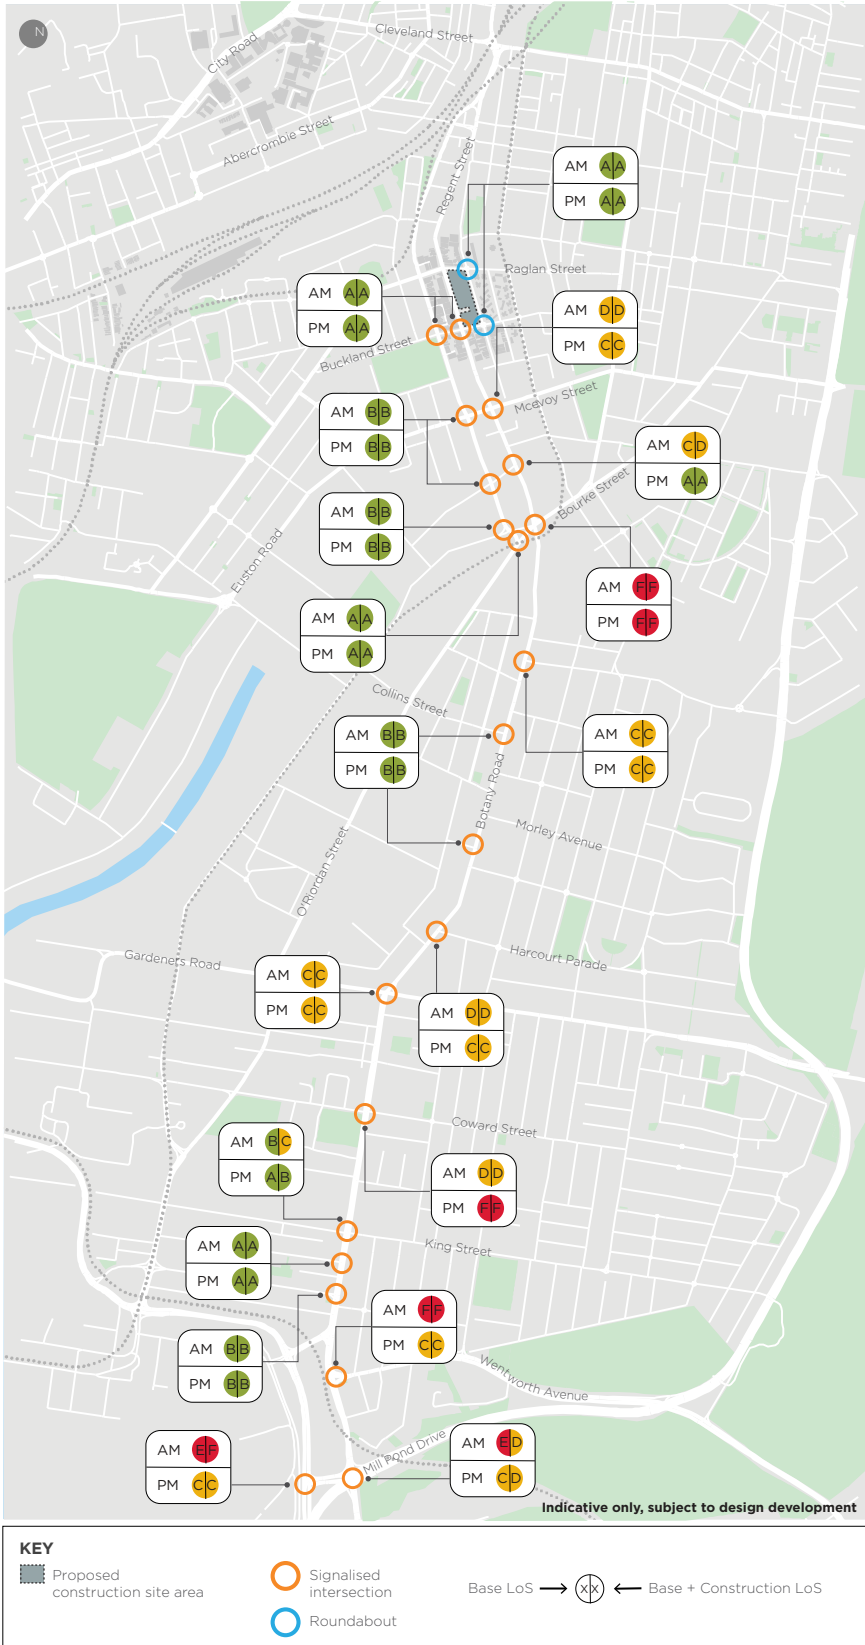 N
Cleveland Street
City Road
Abercrombie Street
Regent Street
AM A A
PM A A
Raglan Street
AM A A
PM A A
AM D D
PM C C
Buckland Street
McEvoy Street
AM B B
PM B B
AM C D
PM A A
Bourke Street
AM B B
PM B B
Euston Road
AM F F
PM F F
AM A A
PM A A
Collins Street
AM B B
PM B B
AM C C
PM C C
Botany Road
Morley Avenue
O'Riordan Street
Gardeners Road
Harcourt Parade
AM C C
PM C C
AM D D
PM C C
Coward Street
AM B C
PM A B
AM D D
PM F F
King Street
AM A A
PM A A
AM F F
PM C C
AM B B
PM B B
Wentworth Avenue
Mill Pond Drive
AM E F
PM C C
AM E D
PM C D
Indicative only, subject to design development
KEY
Proposed
construction site area
Signalised
intersection
Roundabout
Base LoS
X X
Base + Construction LoS